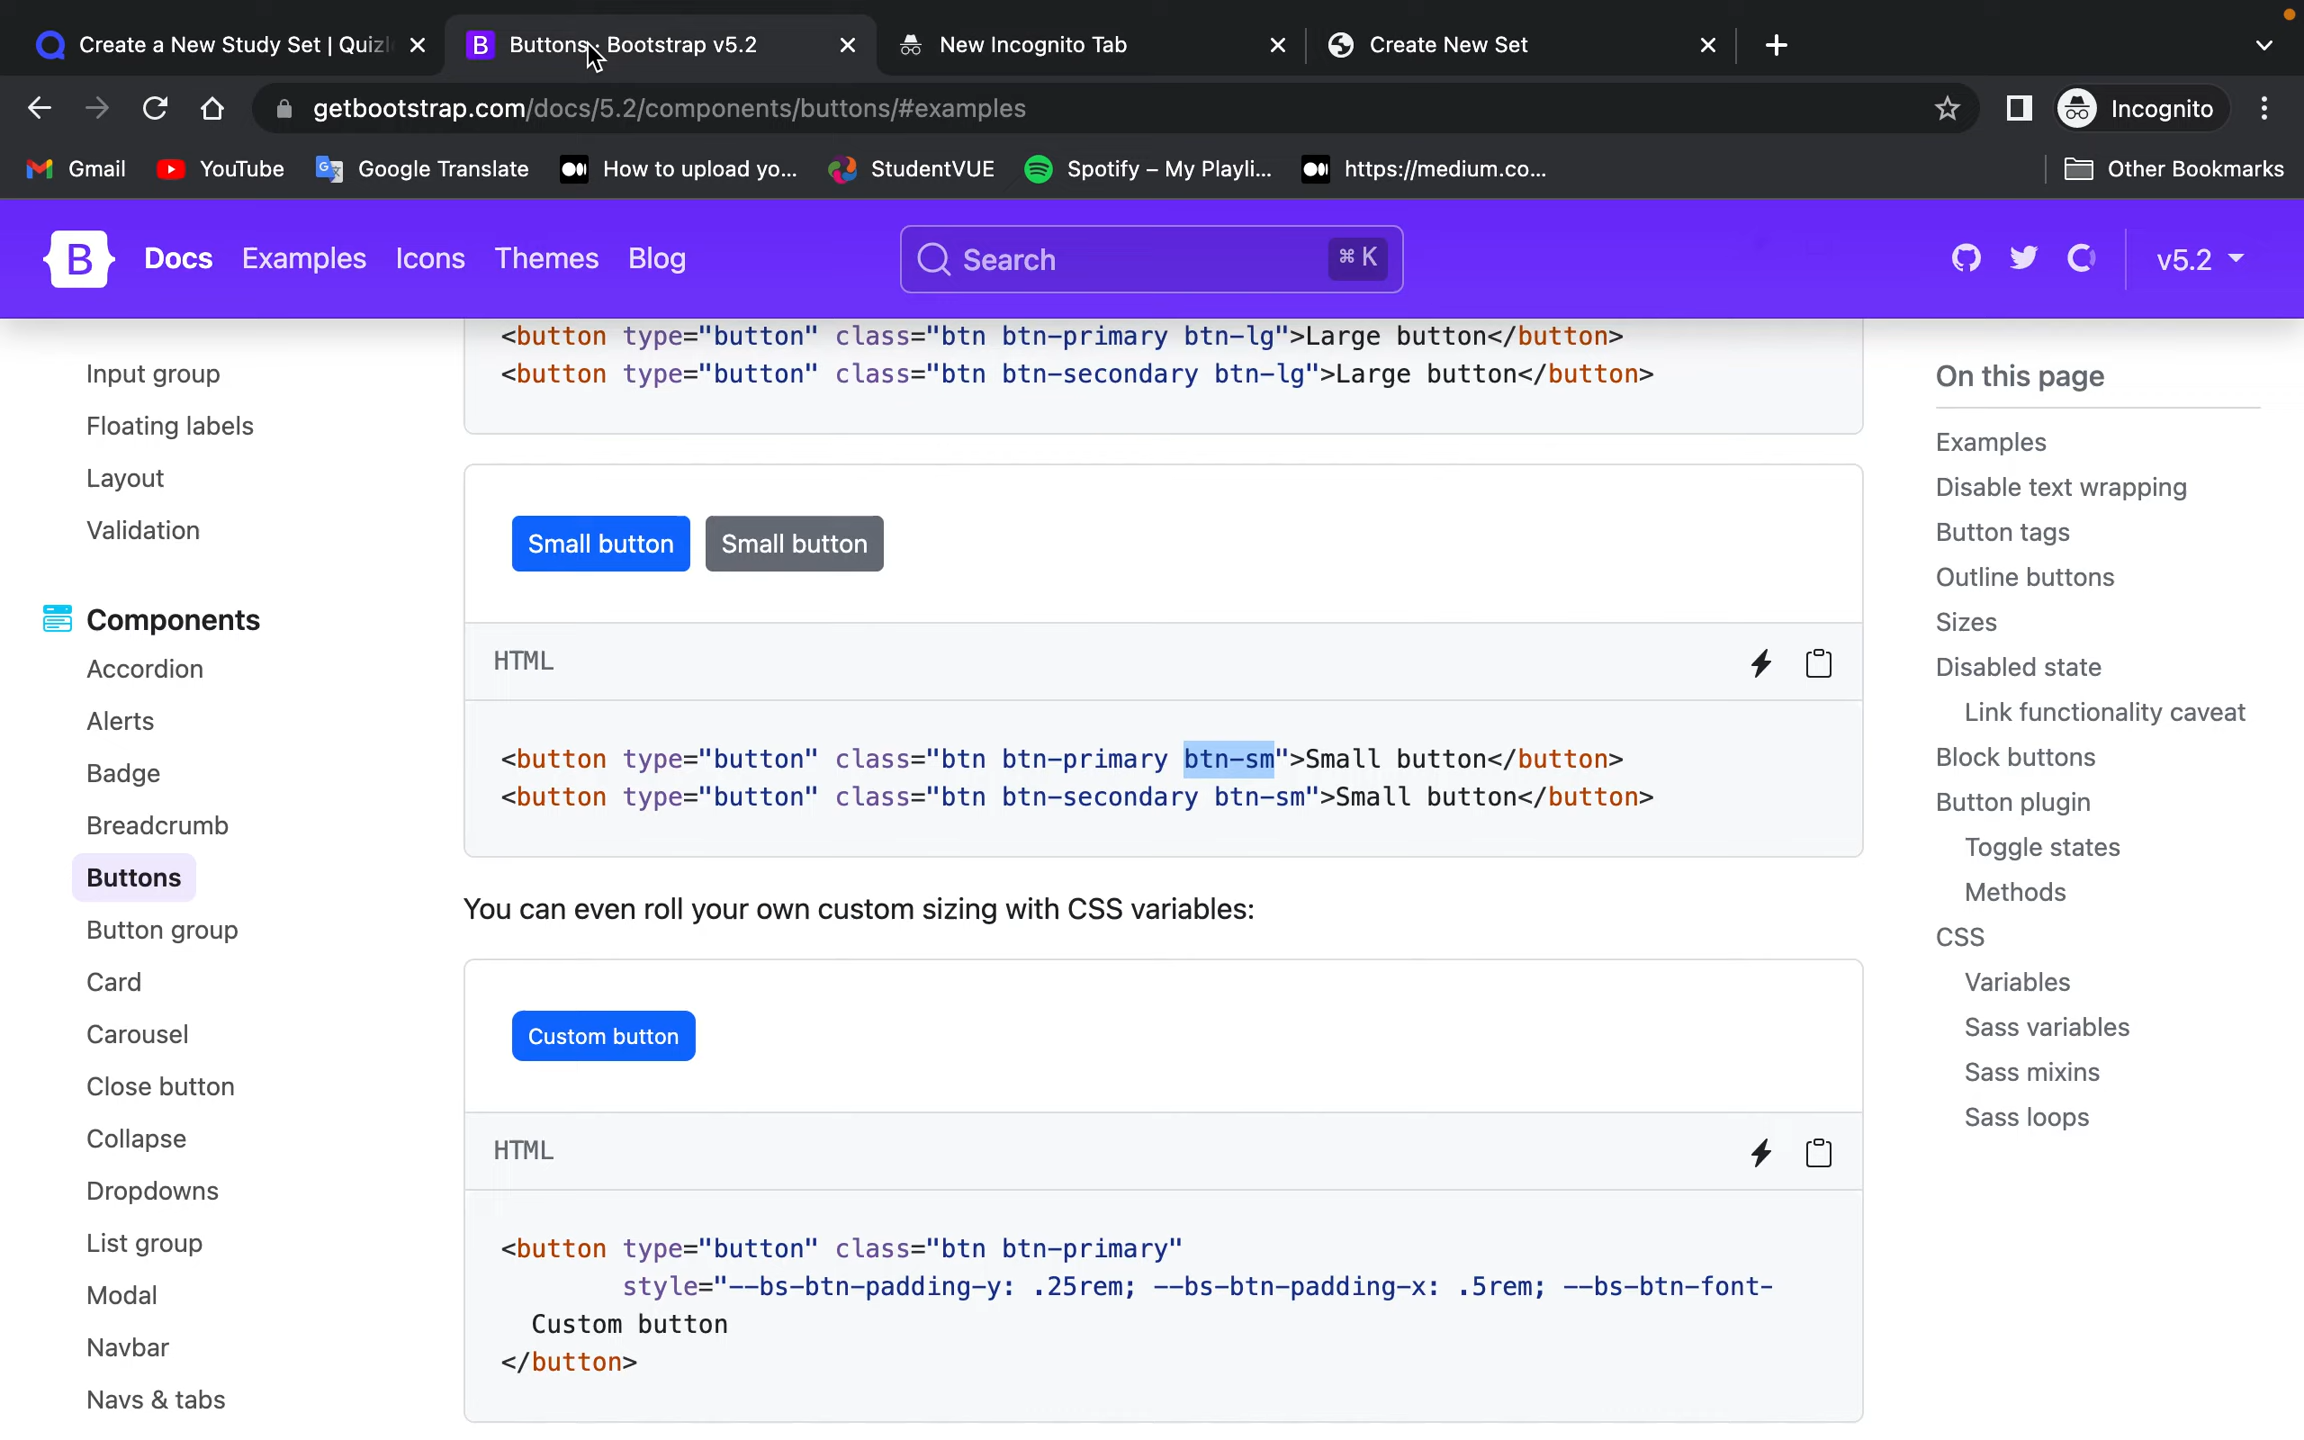 Create a New Study Set | Quizl
Buttons · Bootstrap v5.2
New Incognito Tab
Create New Set
getbootstrap.com/docs/5.2/components/buttons/#examples
Incognito
Gmail
YouTube
Google Translate
How to upload yo...
StudentVUE
Spotify – My Playli...
https://medium.co...
Other Bookmarks
B
Docs
Examples
Icons
Themes
Blog
Search
⌘ K
v5.2
Input group
Floating labels
Layout
Validation
Components
Accordion
Alerts
Badge
Breadcrumb
Buttons
Button group
Card
Carousel
Close button
Collapse
Dropdowns
List group
Modal
Navbar
Navs & tabs
<button type="button" class="btn btn-primary btn-lg">Large button</button>
<button type="button" class="btn btn-secondary btn-lg">Large button</button>
Small button
Small button
HTML
<button type="button" class="btn btn-primary btn-sm">Small button</button>
<button type="button" class="btn btn-secondary btn-sm">Small button</button>
You can even roll your own custom sizing with CSS variables:
Custom button
HTML
<button type="button" class="btn btn-primary"
style="--bs-btn-padding-y: .25rem; --bs-btn-padding-x: .5rem; --bs-btn-font-
Custom button
</button>
On this page
Examples
Disable text wrapping
Button tags
Outline buttons
Sizes
Disabled state
Link functionality caveat
Block buttons
Button plugin
Toggle states
Methods
CSS
Variables
Sass variables
Sass mixins
Sass loops